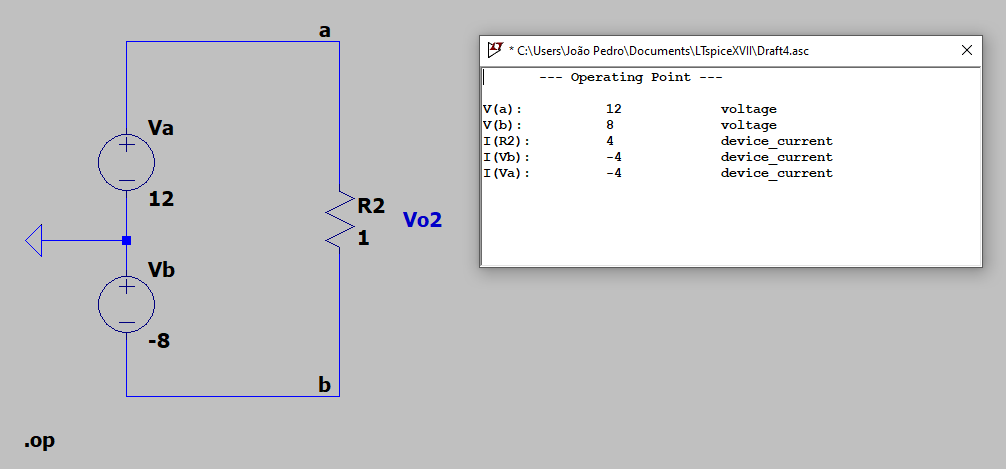 a
Va
12
R2
1
Vo2
Vb
-8
b
.op
* C:\Users\João Pedro\Documents\LTspiceXVII\Draft4.asc
--- Operating Point ---
V(a): 12 voltage
V(b): 8 voltage
I(R2): 4 device_current
I(Vb): -4 device_current
I(Va): -4 device_current